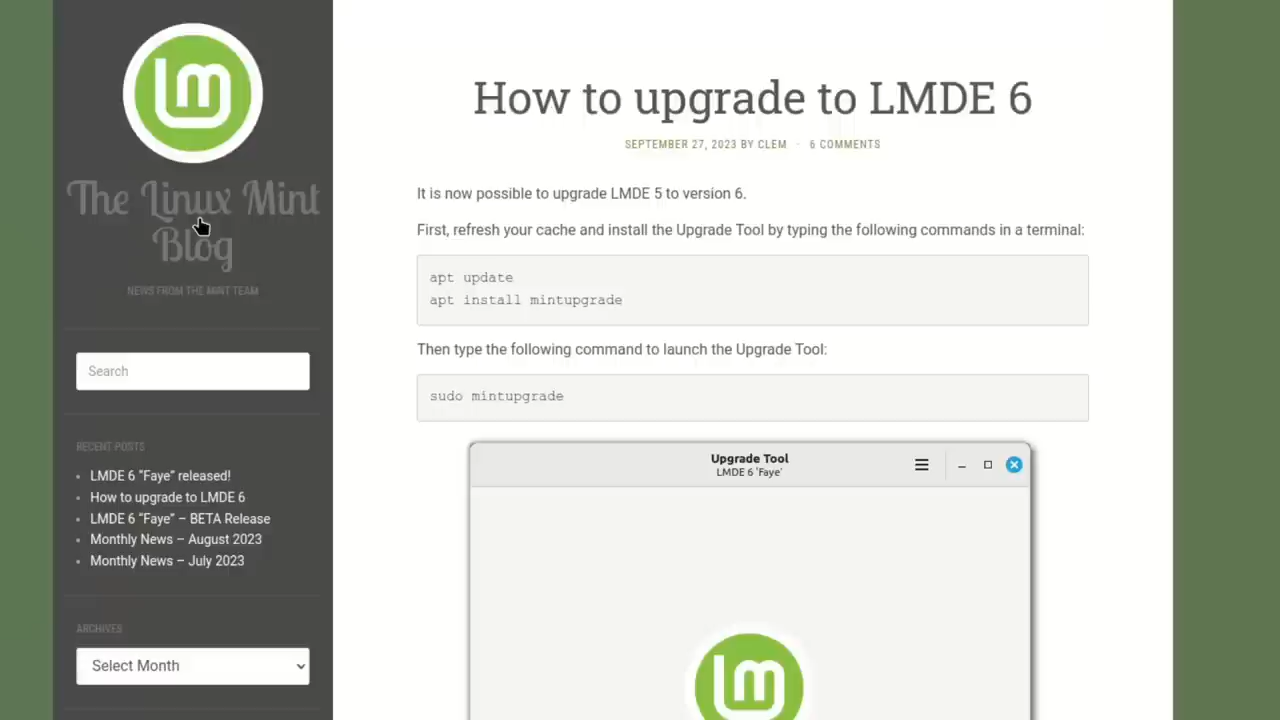 The Linux Mint
Blog
NEWS FROM THE MINT TEAM
Search
RECENT POSTS
LMDE 6 “Faye” released!
How to upgrade to LMDE 6
LMDE 6 “Faye” – BETA Release
Monthly News – August 2023
Monthly News – July 2023
ARCHIVES
Select Month
How to upgrade to LMDE 6
SEPTEMBER 27, 2023 BY CLEM · 6 COMMENTS
It is now possible to upgrade LMDE 5 to version 6.
First, refresh your cache and install the Upgrade Tool by typing the following commands in a terminal:
apt update
apt install mintupgrade
Then type the following command to launch the Upgrade Tool:
sudo mintupgrade
Upgrade Tool
LMDE 6 'Faye'